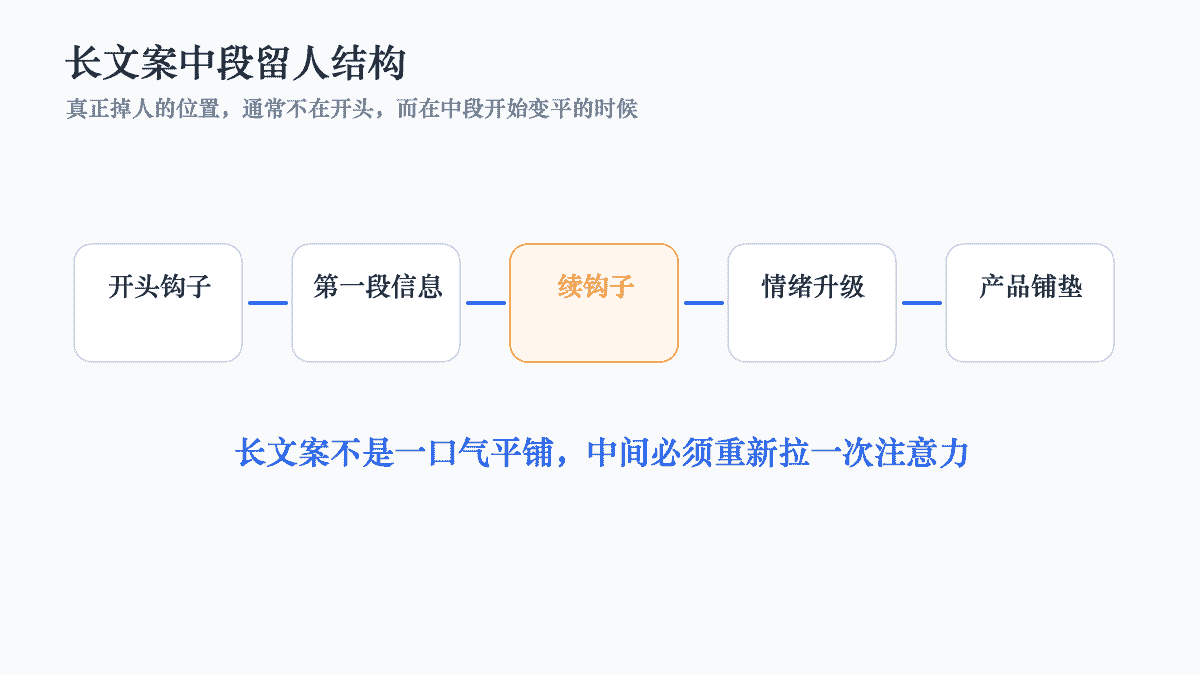 长文案中段留人结构
真正掉人的位置，通常不在开头，而在中段开始变平的时候
开头钩子
第一段信息
续钩子
情绪升级
产品铺垫
长文案不是一口气平铺，中间必须重新拉一次注意力